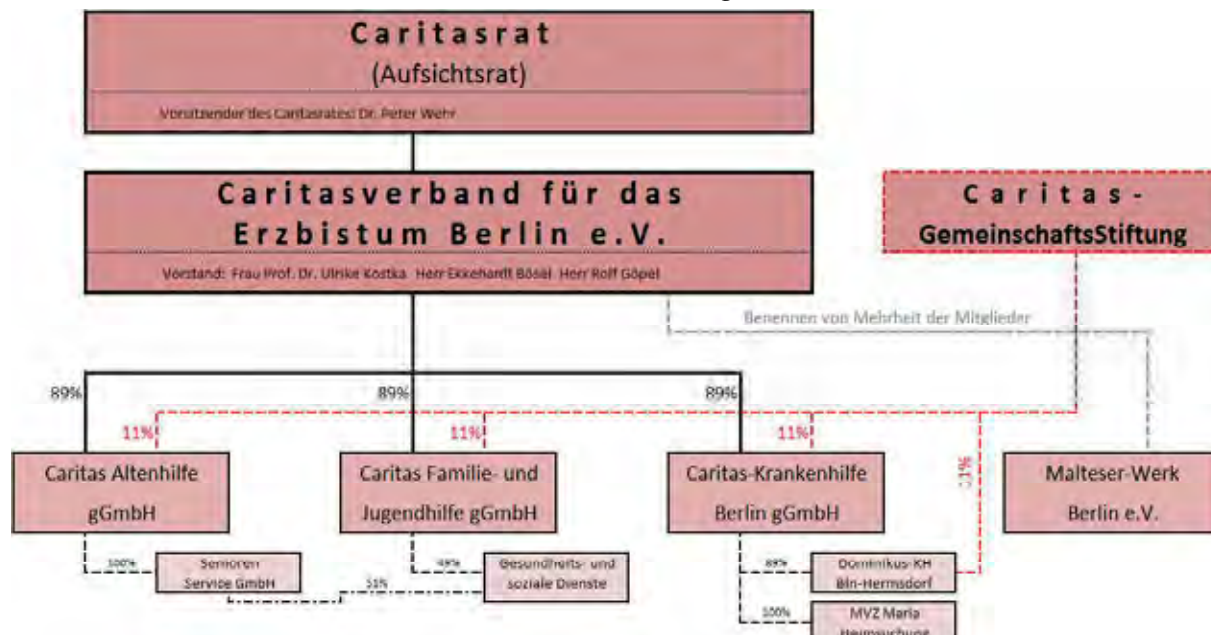 Caritasrat
(Aufsichtsrat)
Vorsitzender des Caritasrates: Dr. Peter Wehr
Caritasverband für das
Erzbistum Berlin e.V.
Vorstand: Frau Prof. Dr. Ulrike Kostka Herr Ekkehardt Bösel Herr Rolf Göpel
Caritas-
GemeinschaftsStiftung
Benennen von Mehrheit der Mitglieder
89%
89%
89%
11%
11%
11%
11%
Caritas Altenhilfe
gGmbH
Caritas Familie- und
Jugendhilfe gGmbH
Caritas-Krankenhilfe
Berlin gGmbH
Malteser-Werk
Berlin e.V.
100%
Senioren
Service GmbH
49%
51%
Gesundheits- und
soziale Dienste
89%
Dominikus-KH
Bln-Hermsdorf
100%
MVZ Maria
Heimsuchung